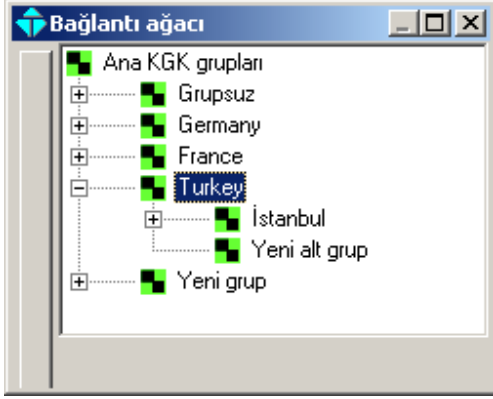 Bağlantı ağacı
Ana KGK grupları
Grupsuz
Germany
France
Turkey
İstanbul
Yeni alt grup
Yeni grup